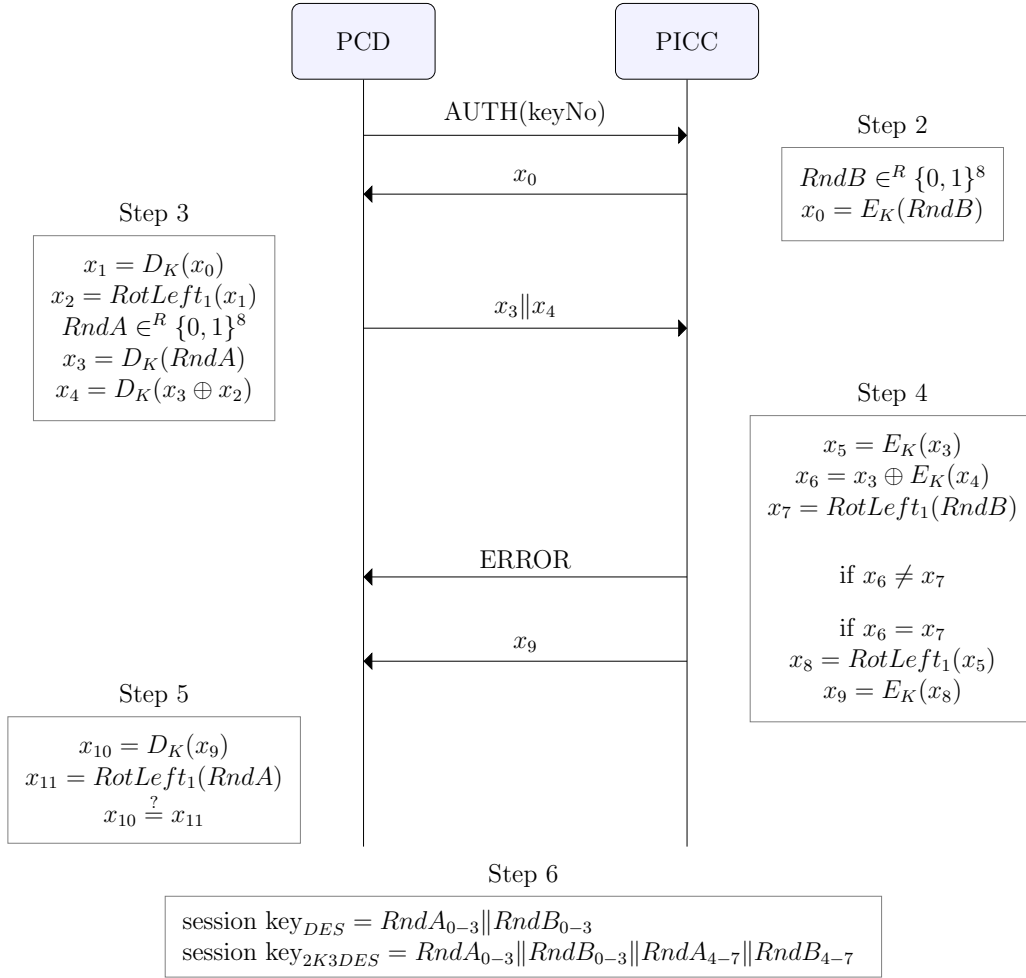 PCD
PICC
AUTH(keyNo)
Step 2
RndB ∈^R {0, 1}^8
x_0 = E_K(RndB)
x_0
Step 3
x_1 = D_K(x_0)
x_2 = RotLeft_1(x_1)
RndA ∈^R {0, 1}^8
x_3 = D_K(RndA)
x_4 = D_K(x_3 ⊕ x_2)
x_3∥x_4
Step 4
x_5 = E_K(x_3)
x_6 = x_3 ⊕ E_K(x_4)
x_7 = RotLeft_1(RndB)
ERROR
if x_6 ≠ x_7
if x_6 = x_7
x_8 = RotLeft_1(x_5)
x_9 = E_K(x_8)
x_9
Step 5
x_10 = D_K(x_9)
x_11 = RotLeft_1(RndA)
x_10 ≟ x_11
Step 6
session key_DES = RndA_0−3∥RndB_0−3
session key_2K3DES = RndA_0−3∥RndB_0−3∥RndA_4−7∥RndB_4−7